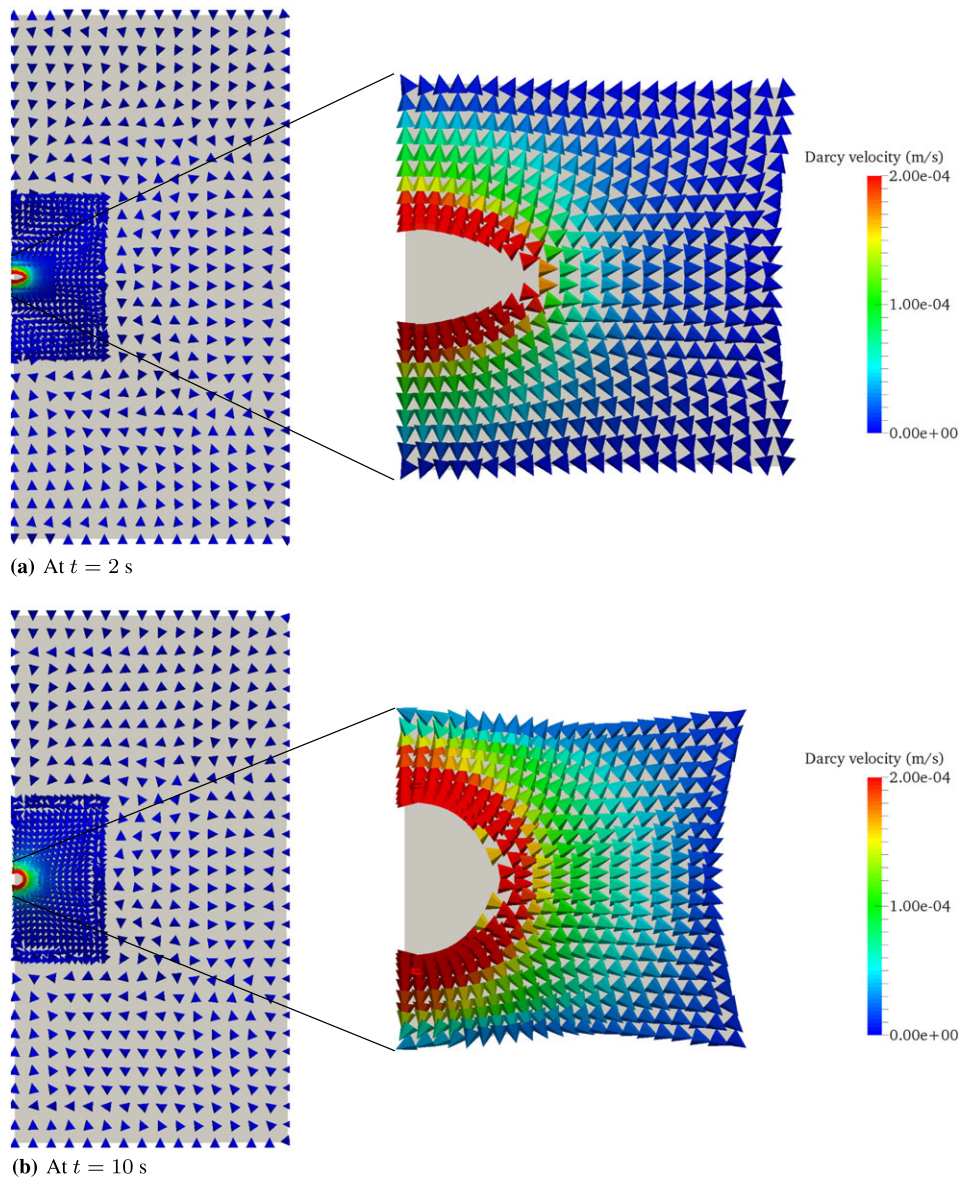 Darcy velocity (m/s)
2.00e-04
1.00e-04
0.00e+00
(a) At t = 2 s
Darcy velocity (m/s)
2.00e-04
1.00e-04
0.00e+00
(b) At t = 10 s